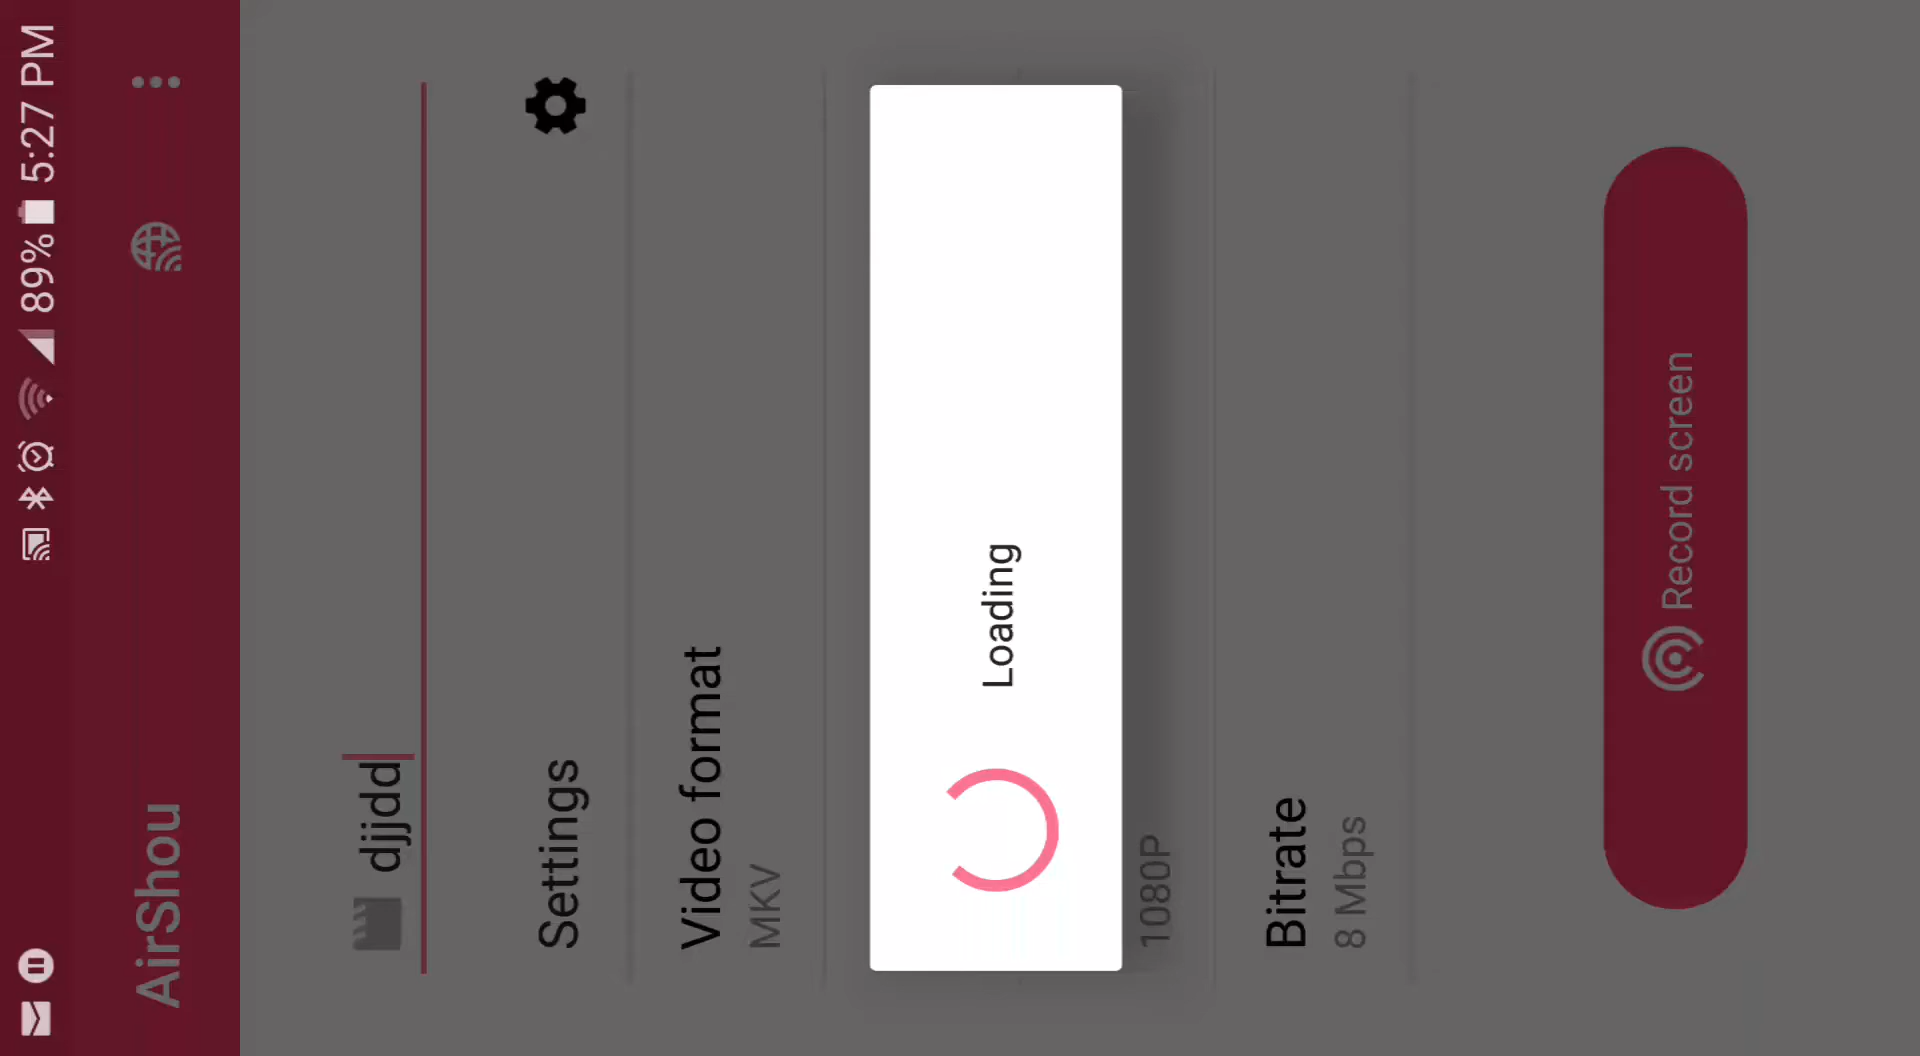 89% 5:27 PM
AirShou
djjdd
Settings
Video format
MKV
Loading
1080P
Bitrate
8 Mbps
Record screen